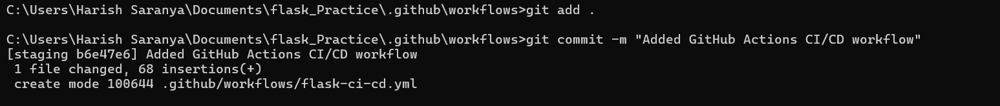 C:\Users\Harish Saranya\Documents\flask_Practice\.github\workflows>git add .
C:\Users\Harish Saranya\Documents\flask_Practice\.github\workflows>git commit -m "Added GitHub Actions CI/CD workflow"
[staging b6e47e6] Added GitHub Actions CI/CD workflow
 1 file changed, 68 insertions(+)
 create mode 100644 .github/workflows/flask-ci-cd.yml